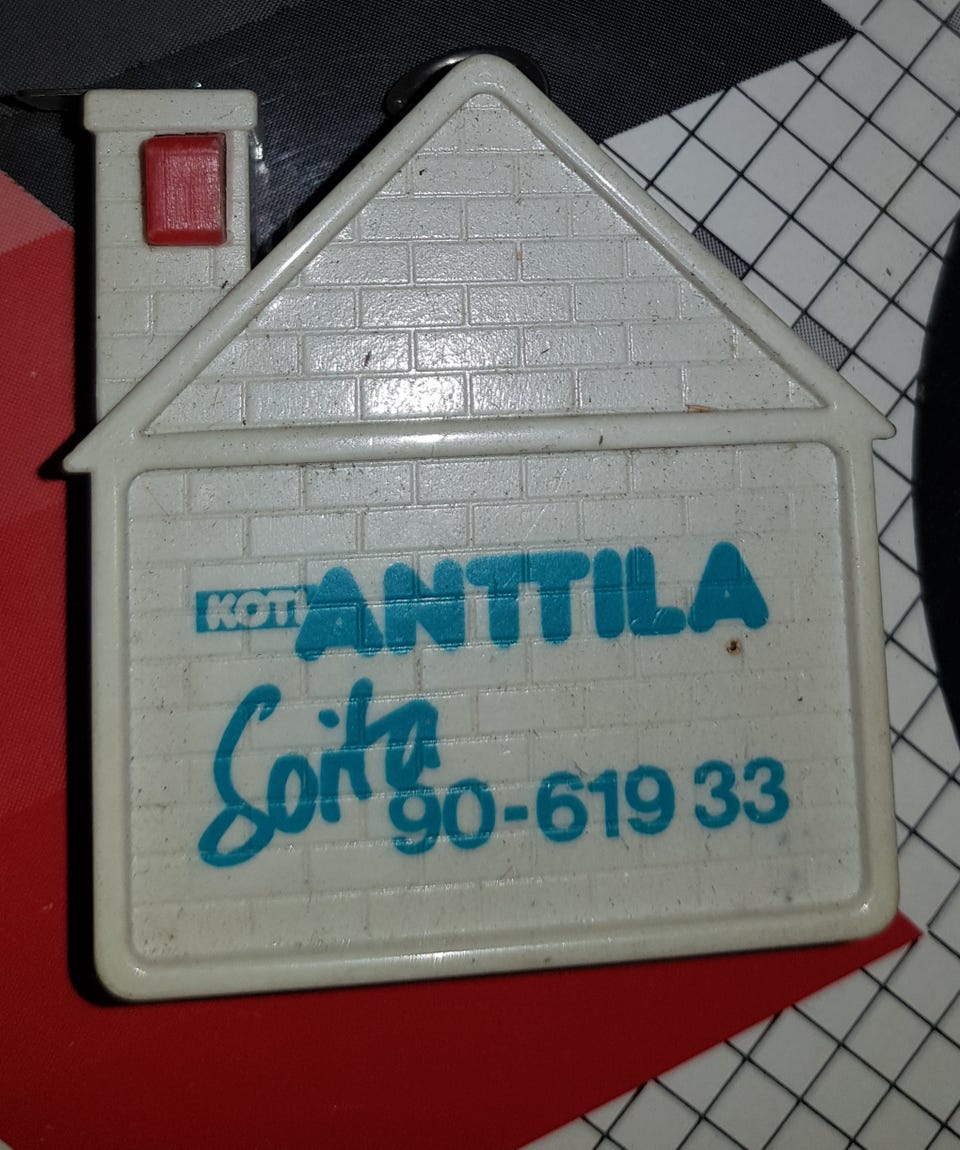 KOTI ANTTILA
Soita
90-619 33